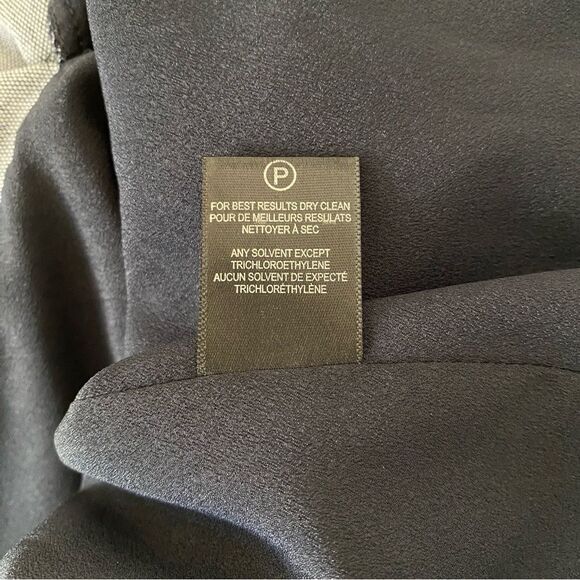 P
FOR BEST RESULTS DRY CLEAN
POUR DE MEILLEURS RESULATS
NETTOYER À SEC
ANY SOLVENT EXCEPT
TRICHLOROETHYLENE
AUCUN SOLVENT DE EXPECTÉ
TRICHLORÉTHYLÈNE